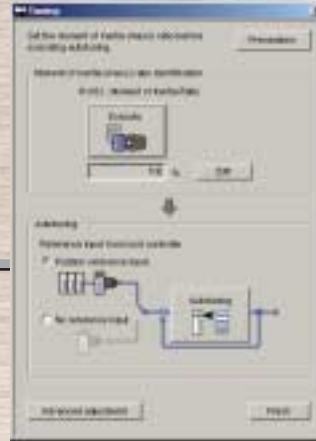 Set the moment of inertia (mass) ratio before
executing autotuning.
Precautions
Moment of inertia (mass) ratio identification
Moment of Inertia Ratio
Execute
%
Edit
Autotuning
Reference input from host controller
Position reference input
Autotuning
No reference input
Advanced adjustment
Finish